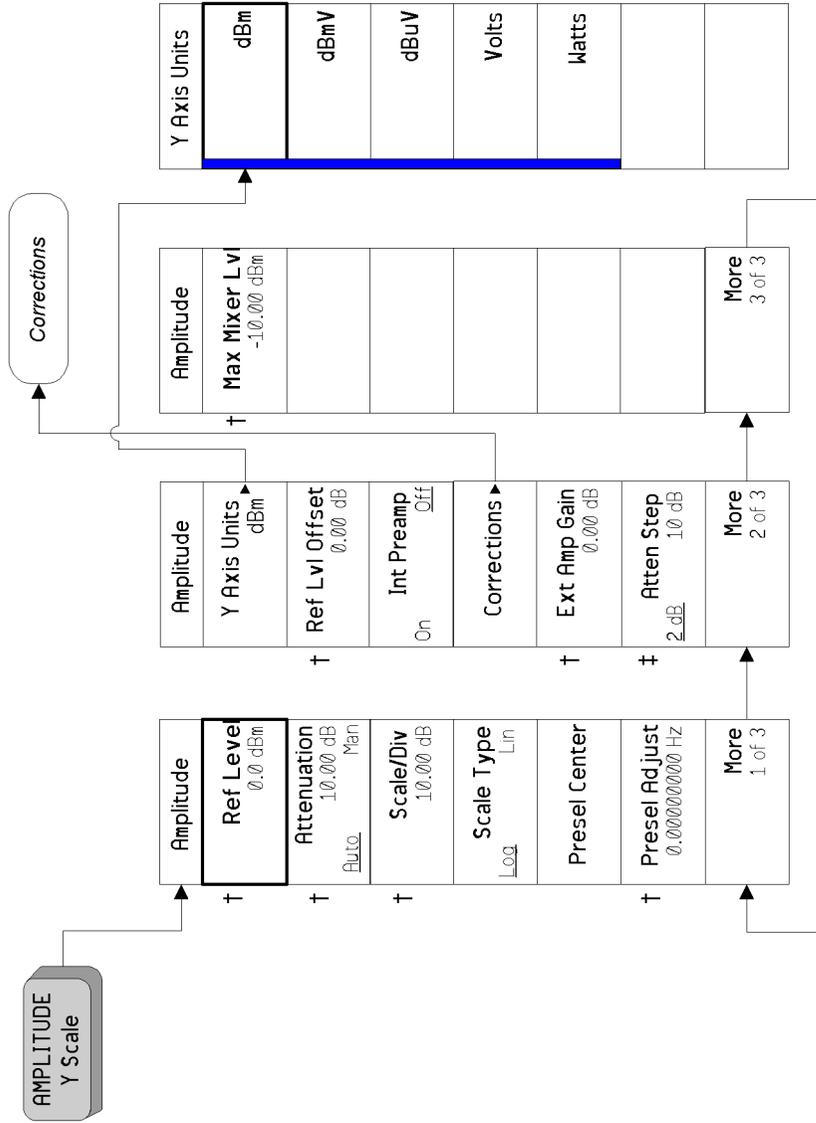 AMPLITUDE
Y Scale
Amplitude
†
Ref Level
0.0 dBm
†
Attenuation
10.00 dB
Auto Man
†
Scale/Div
10.00 dB
Scale Type
Log Lin
Presel Center
†
Presel Adjust
0.00000000 Hz
More
1 of 3
Amplitude
Y Axis Units
dBm
†
Ref Lvl Offset
0.00 dB
Int Preamp
On Off
Corrections
†
Ext Amp Gain
0.00 dB
‡
Atten Step
2 dB 10 dB
More
2 of 3
Corrections
Amplitude
†
Max Mixer Lvl
-10.00 dBm
More
3 of 3
Y Axis Units
dBm
dBmV
dBuV
Volts
Watts